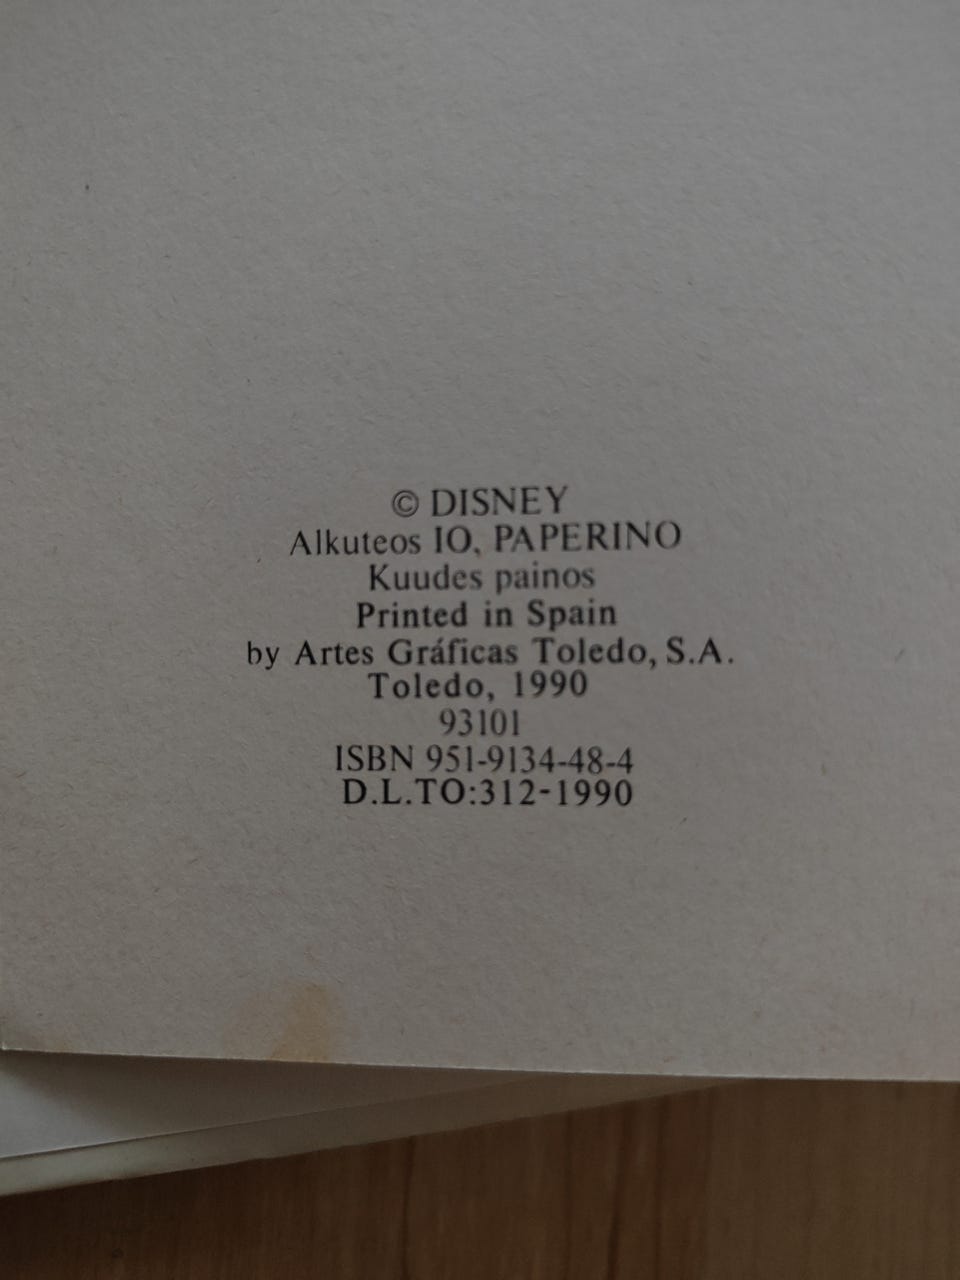 © DISNEY
Alkuteos IO, PAPERINO
Kuudes painos
Printed in Spain
by Artes Gráficas Toledo, S.A.
Toledo, 1990
93101
ISBN 951-9134-48-4
D.L.TO:312-1990